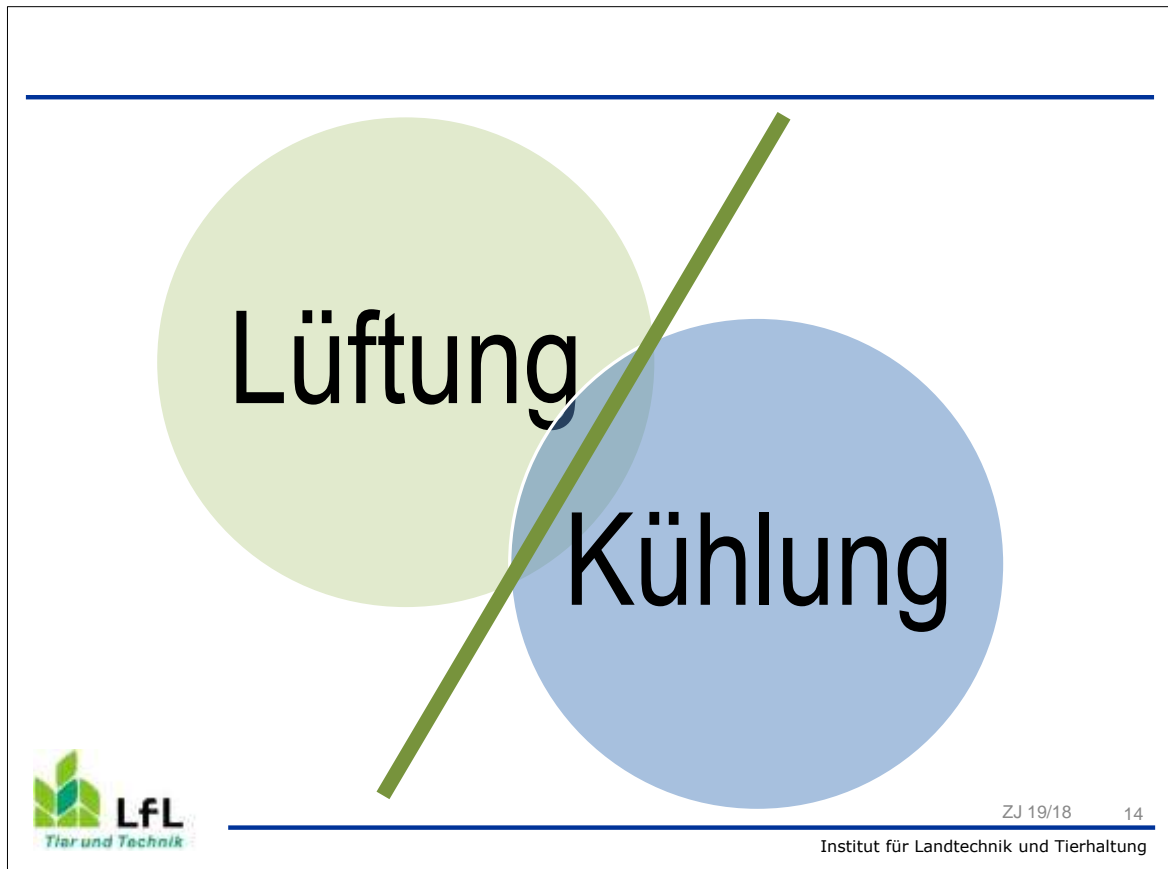 Lüftung
Kühlung
LfL
Tier und Technik
ZJ 19/18 14
Institut für Landtechnik und Tierhaltung